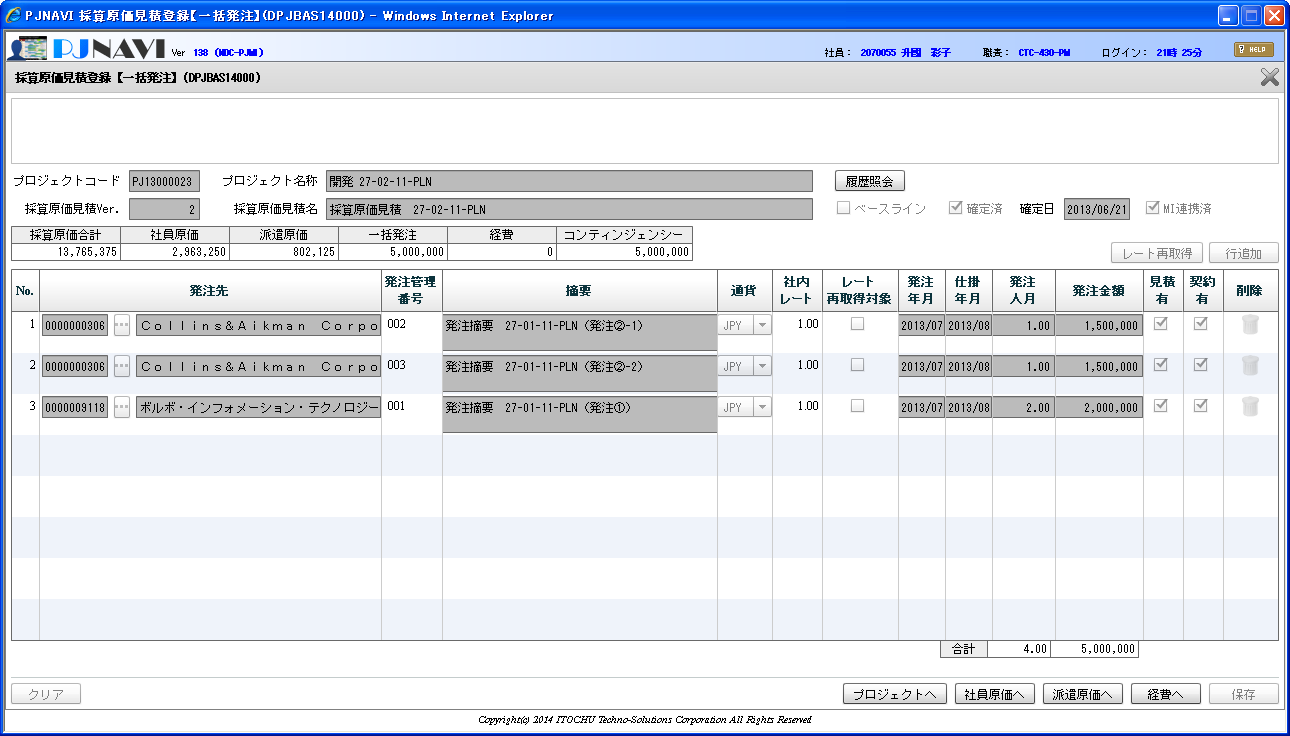 PJNAVI 採算原価見積登録【一括発注】(DPJBAS14000) - Windows Internet Explorer
PJNAVI Ver 138 (NDC-PJMI) 社員： 2070055 升國 彩子 職責： CTC-430-PM ログイン： 21時 25分 ? HELP
採算原価見積登録【一括発注】(DPJBAS14000)
プロジェクトコード PJ13000023 プロジェクト名称 開発 27-02-11-PLN 履歴照会
採算原価見積Ver. 2 採算原価見積名 採算原価見積 27-02-11-PLN ベースライン 確定済 確定日 2013/06/21 MI連携済
採算原価合計 社員原価 派遣原価 一括発注 経費 コンティンジェンシー
13,765,375 2,963,250 802,125 5,000,000 0 5,000,000
レート再取得 行追加
No. 発注先 発注管理番号 摘要 通貨 社内レート レート再取得対象 発注年月 仕掛年月 発注人月 発注金額 見積有 契約有 削除
1 0000000306 ... Ｃｏｌｌｉｎｓ＆Ａｉｋｍａｎ　Ｃｏｒｐｏ 002 発注摘要 27-01-11-PLN（発注②-1） JPY 1.00 2013/07 2013/08 1.00 1,500,000
2 0000000306 ... Ｃｏｌｌｉｎｓ＆Ａｉｋｍａｎ　Ｃｏｒｐｏ 003 発注摘要 27-01-11-PLN（発注②-2） JPY 1.00 2013/07 2013/08 1.00 1,500,000
3 0000009118 ... ボルボ・インフォメーション・テクノロジー 001 発注摘要 27-01-11-PLN（発注①） JPY 1.00 2013/07 2013/08 2.00 2,000,000
合計 4.00 5,000,000
クリア プロジェクトへ 社員原価へ 派遣原価へ 経費へ 保存
Copyright(c) 2014 ITOCHU Techno-Solutions Corporation All Rights Reserved